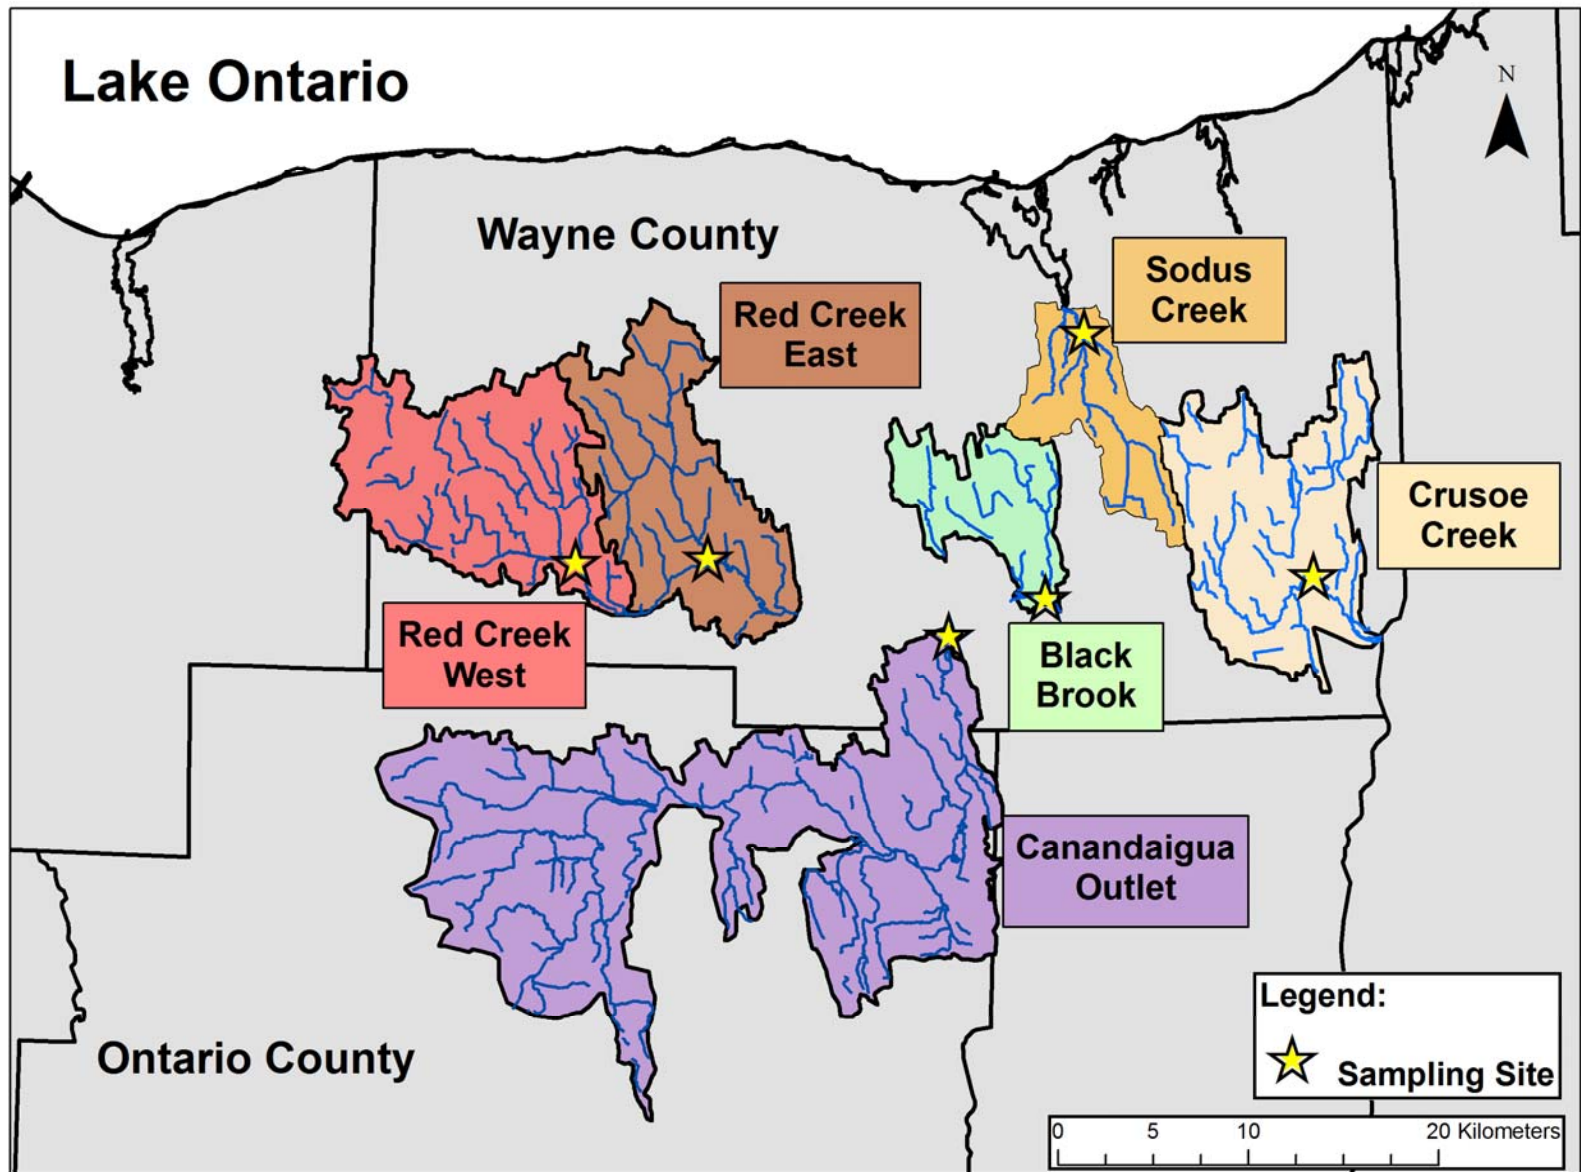 Lake Ontario
N
Wayne County
Sodus
Creek
Red Creek
East
Crusoe
Creek
Red Creek
West
Black
Brook
Canandaigua
Outlet
Ontario County
Legend:
Sampling Site
0 5 10 20 Kilometers